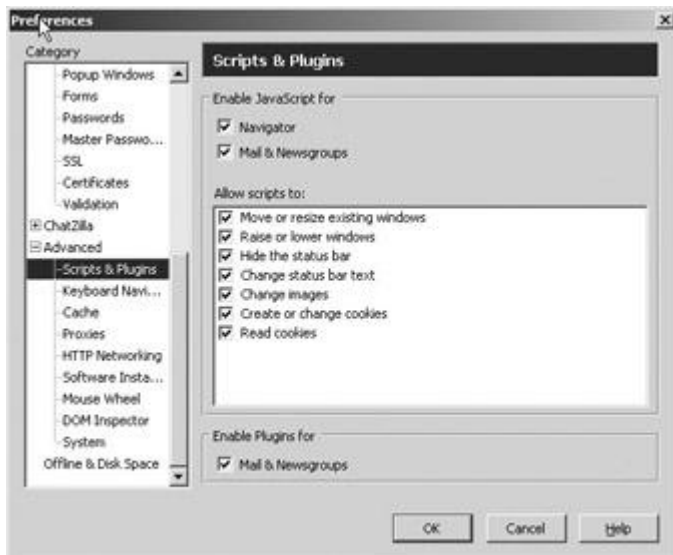 Preferences
Category
Popup Windows
Forms
Passwords
Master Passwo...
SSL
Certificates
Validation
ChatZilla
Advanced
Scripts & Plugins
Keyboard Navi...
Cache
Proxies
HTTP Networking
Software Insta...
Mouse Wheel
DOM Inspector
System
Offline & Disk Space
Scripts & Plugins
Enable JavaScript for
Navigator
Mail & Newsgroups
Allow scripts to:
Move or resize existing windows
Raise or lower windows
Hide the status bar
Change status bar text
Change images
Create or change cookies
Read cookies
Enable Plugins for
Mail & Newsgroups
OK Cancel Help